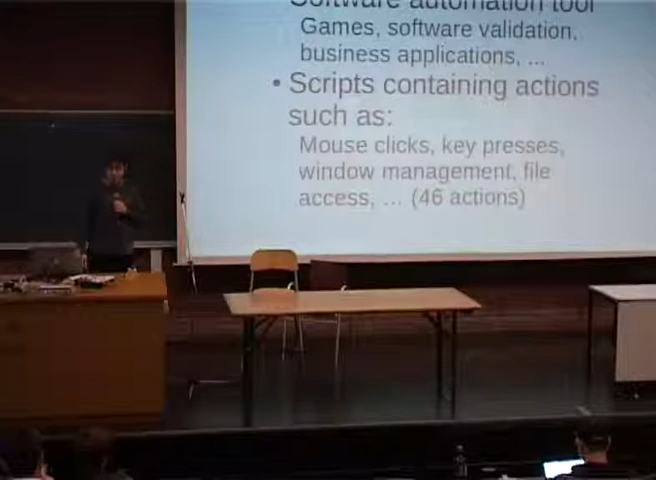 Software automation tool
Games, software validation,
business applications, ...
• Scripts containing actions
such as:
Mouse clicks, key presses,
window management, file
access, ... (46 actions)